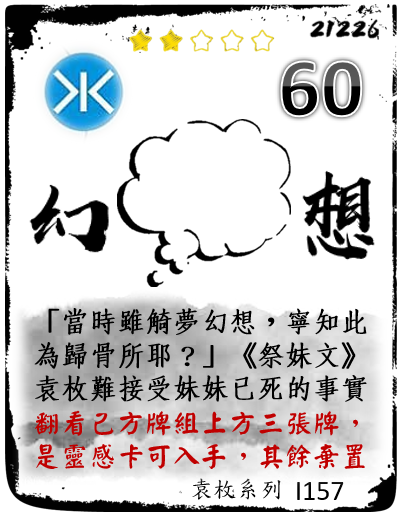 21226
60
幻想
「當時雖觭夢幻想，寧知此
為歸骨所耶？」《祭妹文》
袁枚難接受妹妹已死的事實
翻看己方牌組上方三張牌，
是靈感卡可入手，其餘棄置
袁枚系列 I157